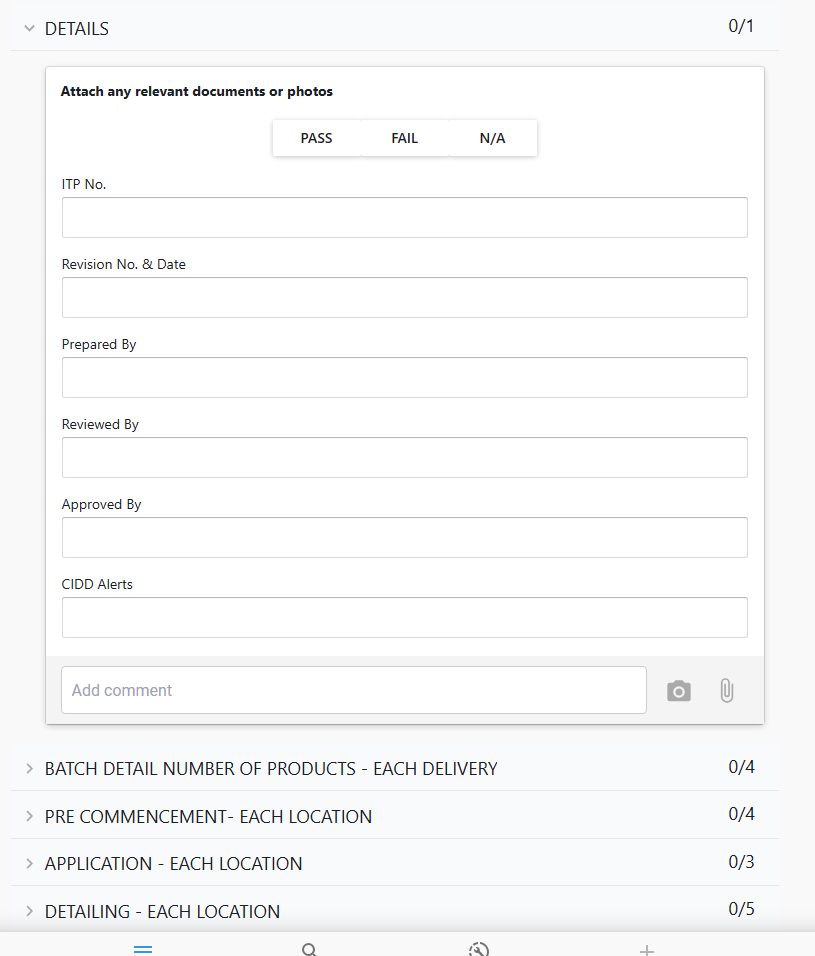 DETAILS 0/1
Attach any relevant documents or photos
PASS FAIL N/A
ITP No.
Revision No. & Date
Prepared By
Reviewed By
Approved By
CIDD Alerts
Add comment
BATCH DETAIL NUMBER OF PRODUCTS - EACH DELIVERY 0/4
PRE COMMENCEMENT- EACH LOCATION 0/4
APPLICATION - EACH LOCATION 0/3
DETAILING - EACH LOCATION 0/5